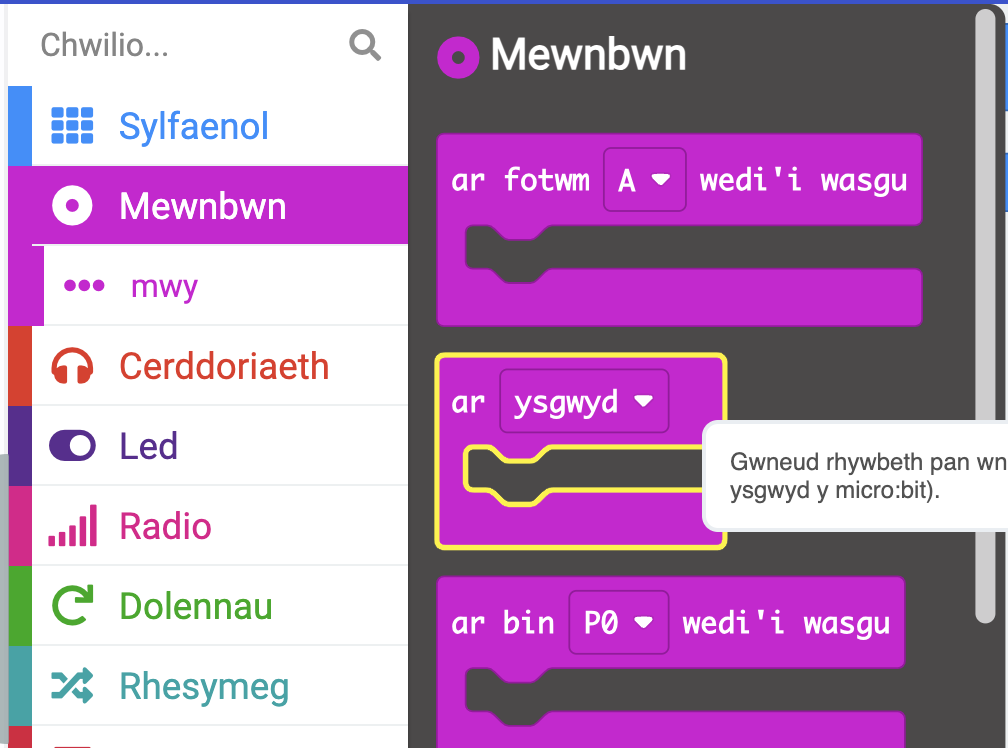 Chwilio...
Sylfaenol
Mewnbwn
mwy
Cerddoriaeth
Led
Radio
Dolennau
Rhesymeg
Mewnbwn
ar fotwm A wedi'i wasgu
ar ysgwyd
Gwneud rhywbeth pan wn
ysgwyd y micro:bit).
ar bin P0 wedi'i wasgu